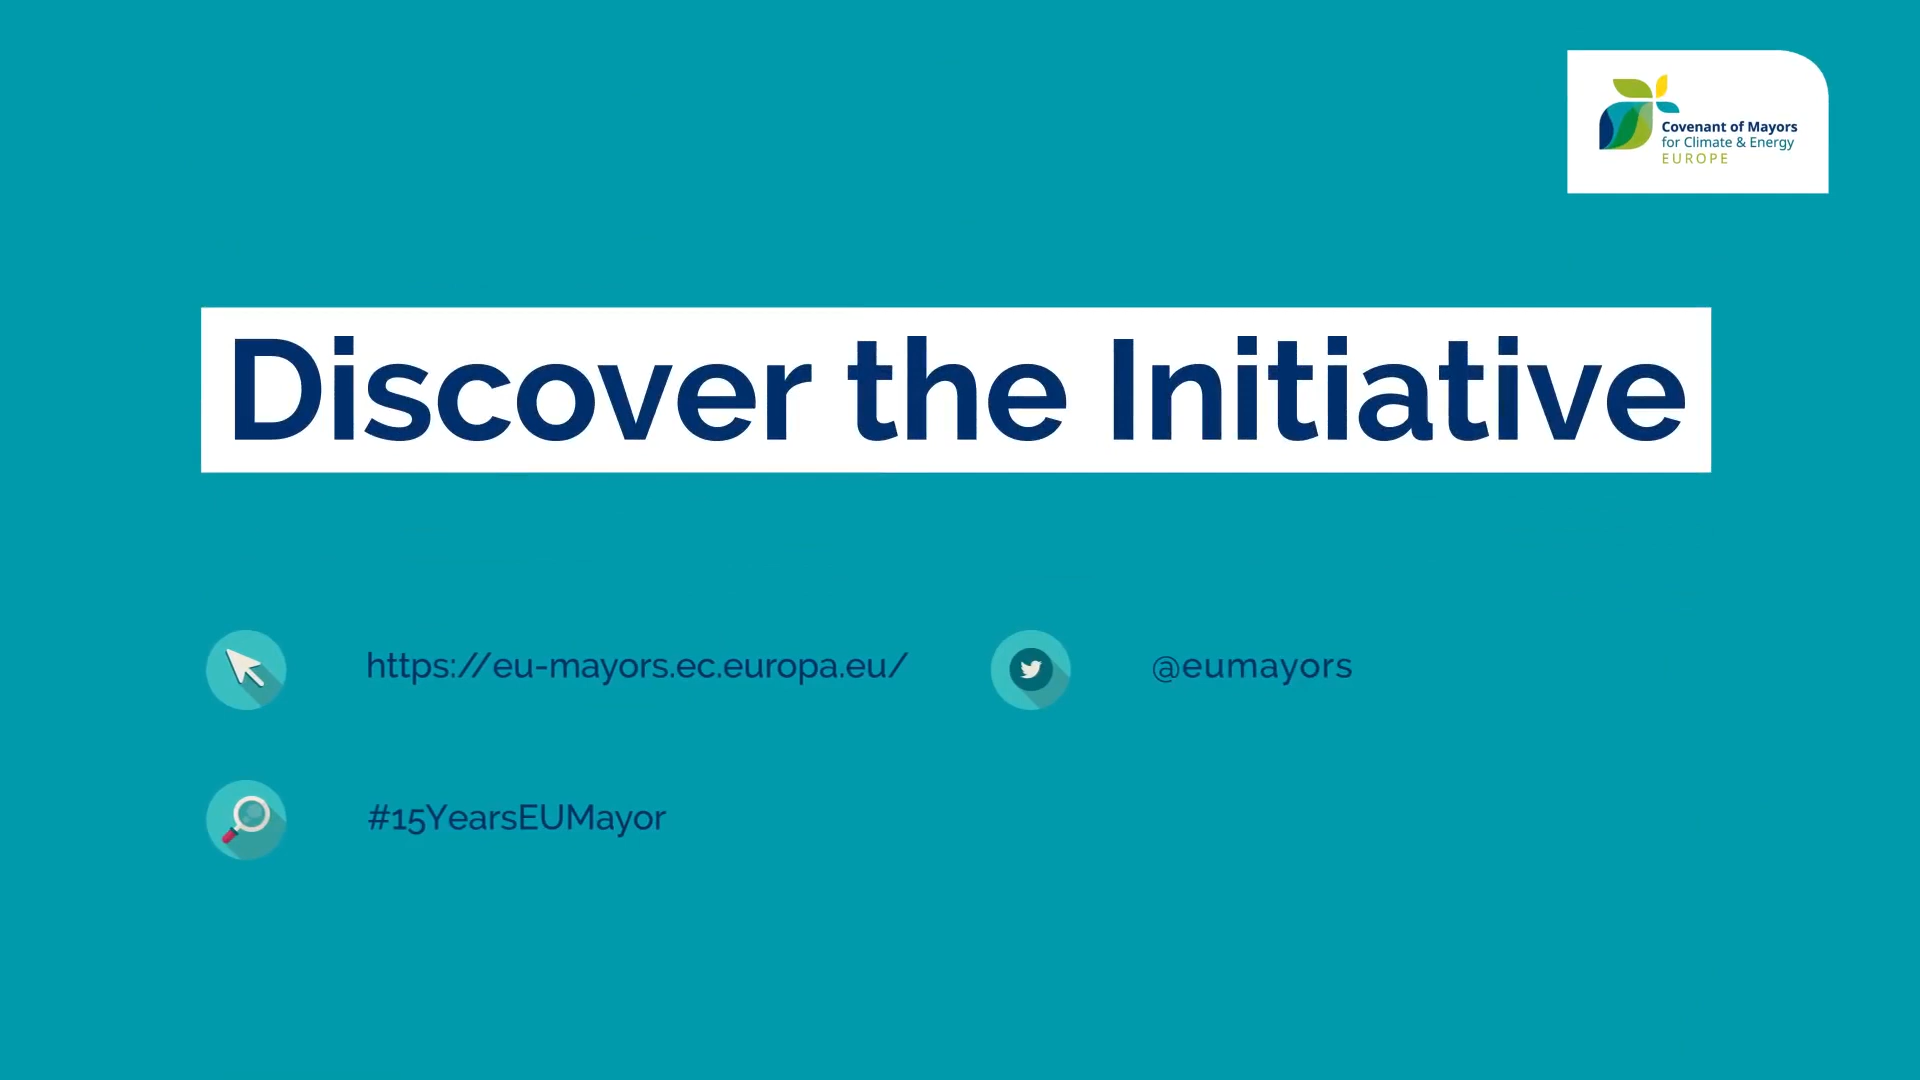 Covenant of Mayors
for Climate & Energy
EUROPE
Discover the Initiative
https://eu-mayors.ec.europa.eu/
@eumayors
#15YearsEUMayor